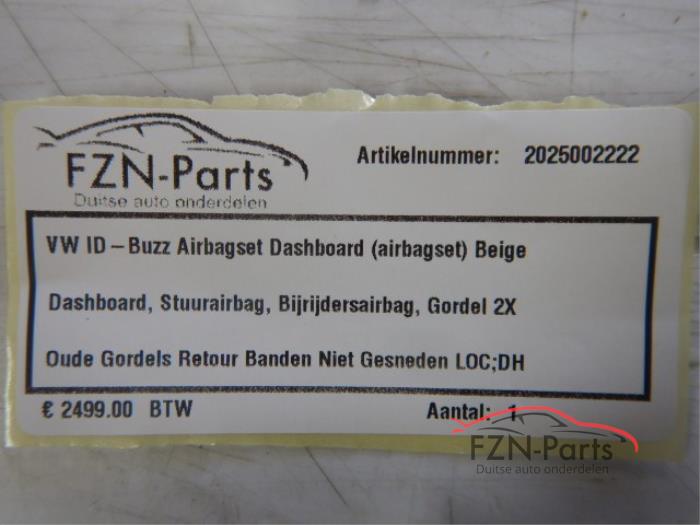 FZN-Parts
Duitse auto onderdelen
Artikelnummer: 2025002222
VW ID-Buzz Airbagset Dashboard (airbagset) Beige
Dashboard, Stuurairbag, Bijrijdersairbag, Gordel 2X
Oude Gordels Retour Banden Niet Gesneden LOC;DH
€ 2499.00 BTW
Aantal: 1
FZN-Parts
Duitse auto onderdelen